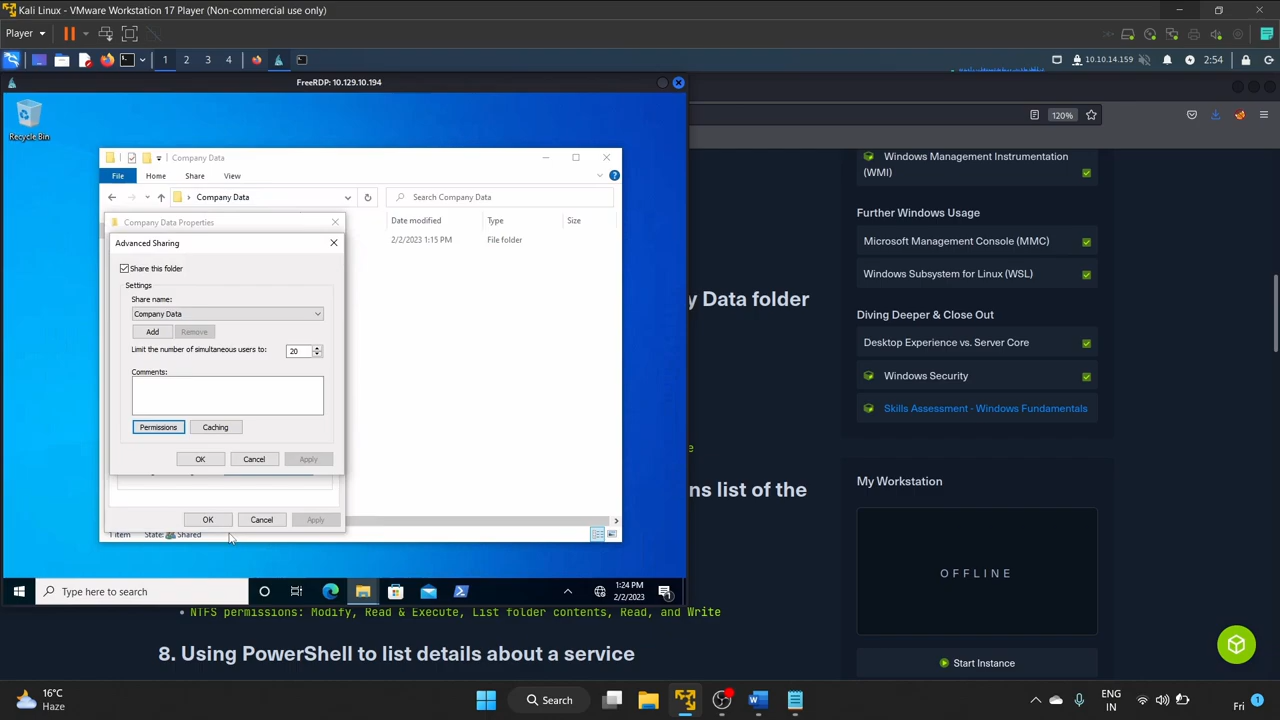 Kali Linux - VMware Workstation 17 Player (Non-commercial use only)
Player
1 2 3 4
10.10.14.159
2:54
FreeRDP: 10.129.10.194
120%
Recycle Bin
Company Data
File Home Share View
Company Data
Search Company Data
Date modified Type Size
2/2/2023 1:15 PM File folder
Company Data Properties
Advanced Sharing
Share this folder
Settings
Share name:
Company Data
Add Remove
Limit the number of simultaneous users to: 20
Comments:
Permissions Caching
OK Cancel Apply
OK Cancel Apply
1 item State: Shared
Type here to search
1:24 PM
2/2/2023
y Data folder
e
ns list of the
NTFS permissions: Modify, Read & Execute, List folder contents, Read, and Write
8. Using PowerShell to list details about a service
Windows Management Instrumentation
(WMI)
Further Windows Usage
Microsoft Management Console (MMC)
Windows Subsystem for Linux (WSL)
Diving Deeper & Close Out
Desktop Experience vs. Server Core
Windows Security
Skills Assessment - Windows Fundamentals
My Workstation
OFFLINE
Start Instance
16°C
Haze
Search
ENG
IN
Fri
1